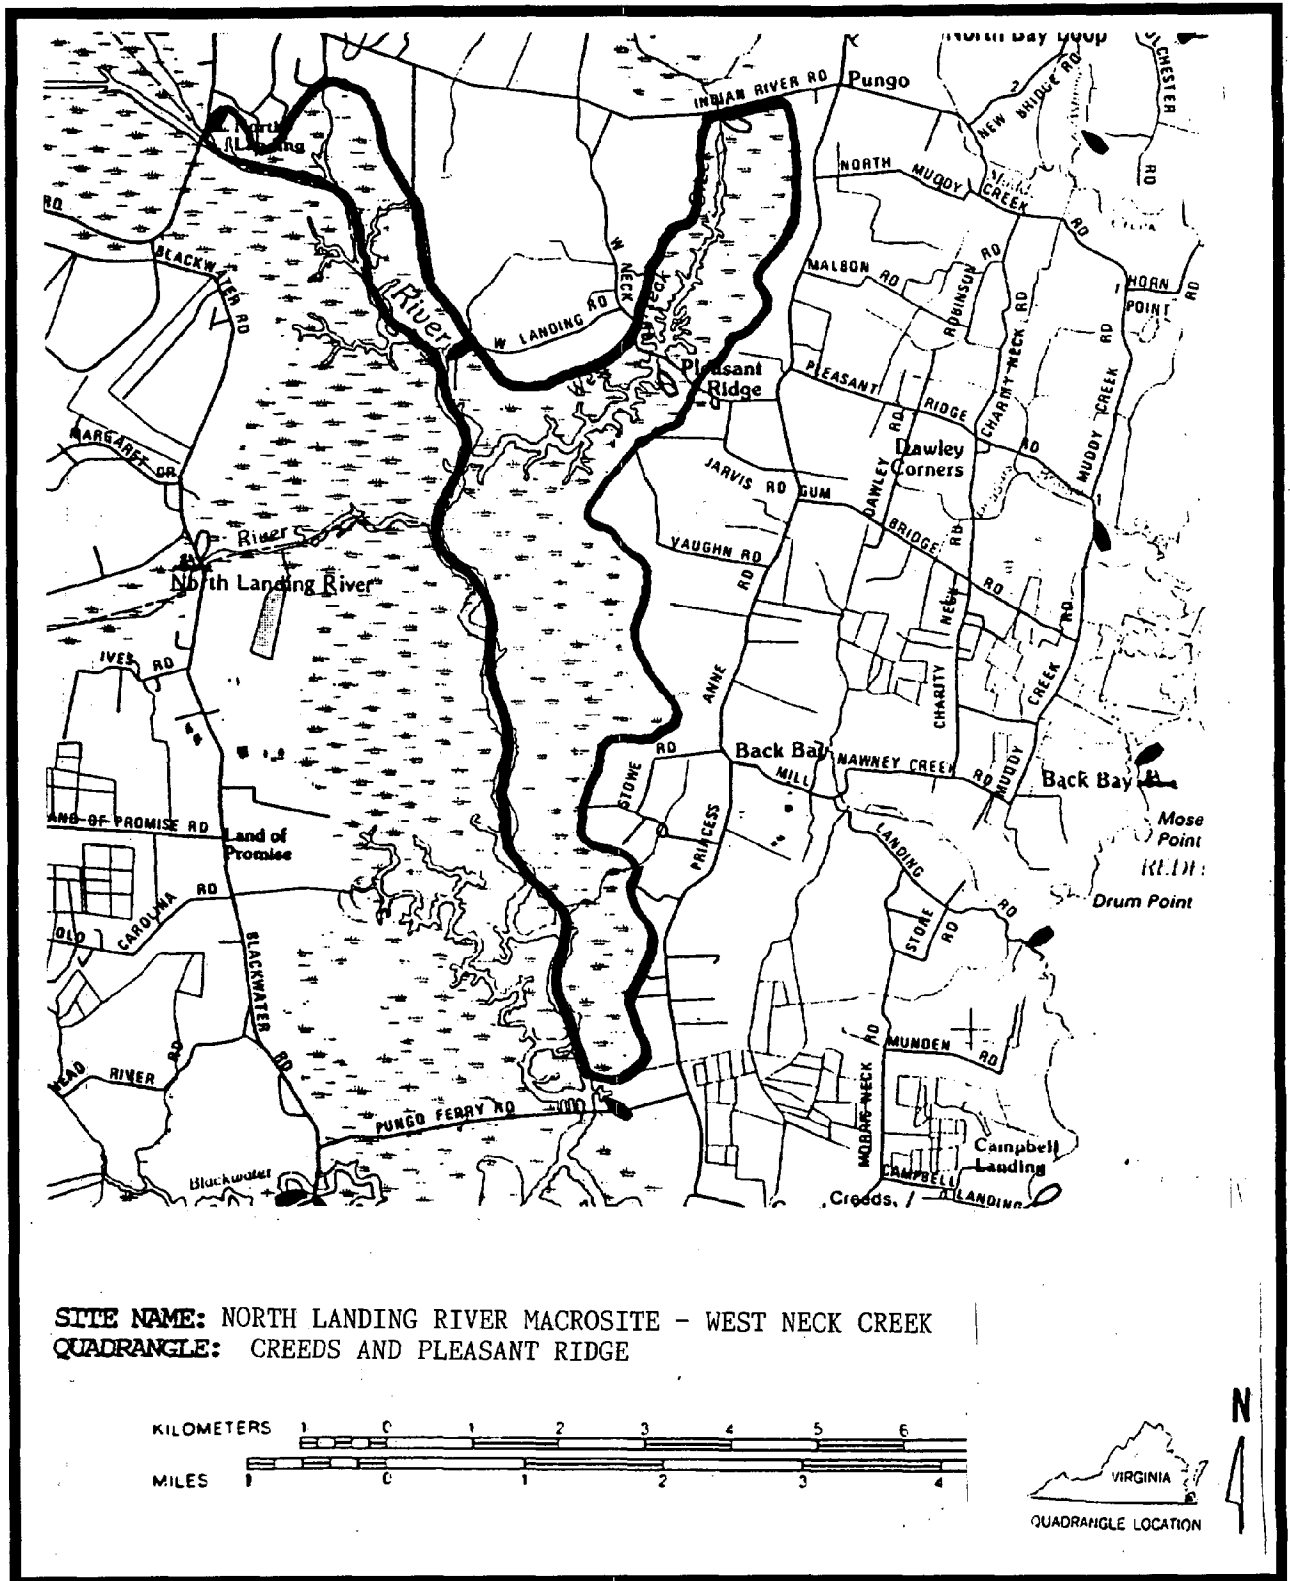 North Bay Loop
INDIAN RIVER RD
Pungo
NEW BRIDGE RD
2
RD
North
Landing
NORTH MUDDY CREEK RD
RD
BLACKWATER RD
River
W NECK
W LANDING RD
MALBON RD
ROBINSON RD
CHARITY NECK RD
HORN
POINT
RD
MUDDY CREEK RD
Pleasant
Ridge
West
PLEASANT RIDGE RD
MARGARET DR
JARVIS RD
GUM BRIDGE RD
DAWLEY RD
Dawley
Corners
VAUGHN RD
River
North Landing River
IVES RD
PRINCESS ANNE RD
CHARITY NECK RD
MUDDY CREEK RD
STOWE RD
Back Bay
MILL
NAWNEY CREEK RD
Back Bay
LANDING RD
Mose
Point
Drum Point
AND OF PROMISE RD
Land of
Promise
OLD CAROLINA RD
BLACKWATER RD
STORE RD
HEAD RIVER RD
MUNDEN RD
NECK RD
PUNGO FERRY RD
Campbell
Landing
Blackwater
CAMPBELL LANDING
Creeds
SITE NAME: NORTH LANDING RIVER MACROSITE - WEST NECK CREEK
QUADRANGLE: CREEDS AND PLEASANT RIDGE
KILOMETERS 1 0 1 2 3 4 5 6
MILES 1 0 1 2 3 4
N
VIRGINIA
QUADRANGLE LOCATION